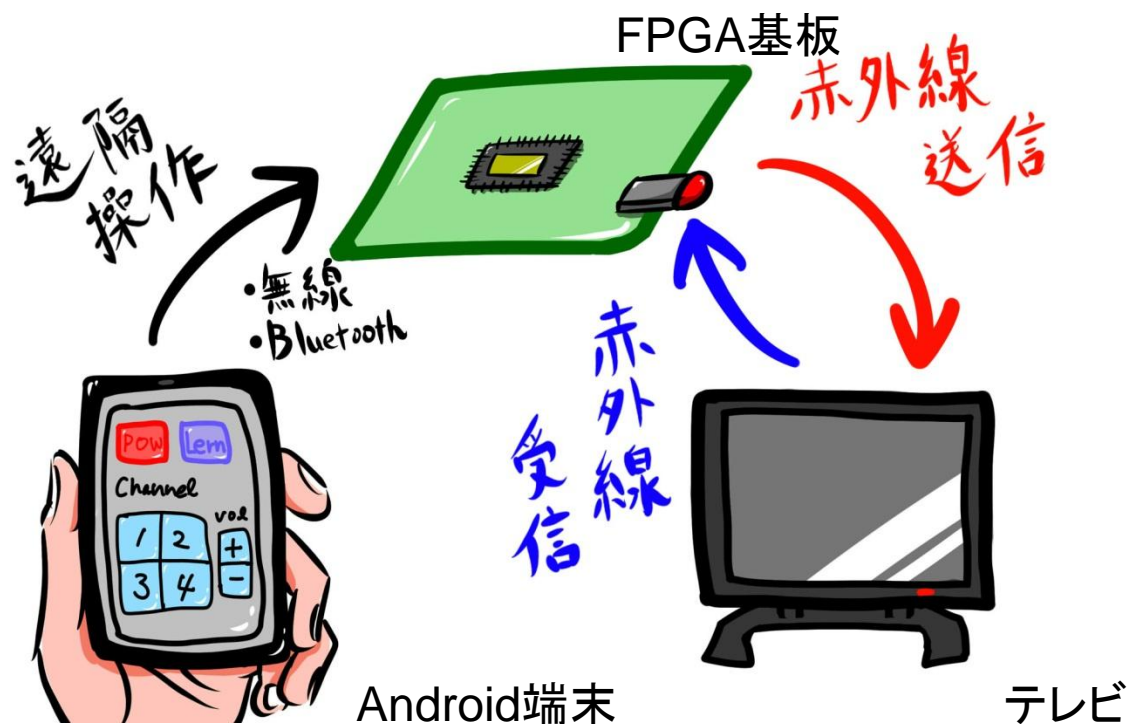 FPGA基板
赤外線
送信
遠隔
操作
・無線
・Bluetooth
赤外線
受信
Pow
Lern
Channel
vol
1 2
+
3 4
-
Android端末
テレビ